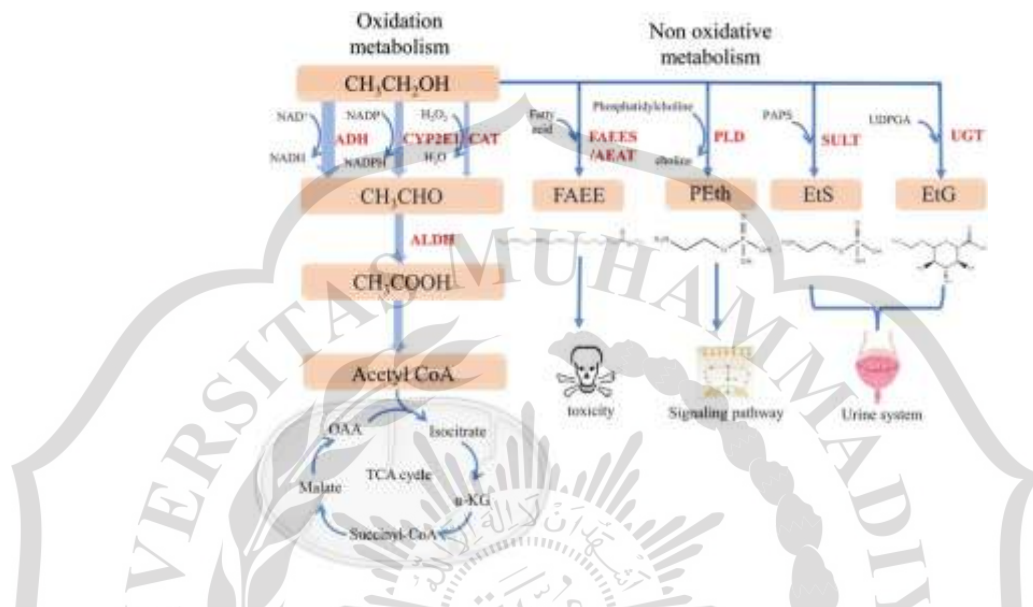 Oxidation
metabolism
Non oxidative
metabolism
CH₃CH₂OH
NAD⁺
ADH
NADH
NADP⁺
CYP2E1
NADPH
H₂O₂
CAT
H₂O
Fatty
acid
FAEES
/AEAT
Phosphatidylcholine
PLD
choline
PAPS
SULT
UDPGA
UGT
CH₃CHO
FAEE
PEth
EtS
EtG
ALDH
CH₃COOH
Acetyl CoA
toxicity
Signaling pathway
Urine system
OAA
Isocitrate
TCA cycle
Malate
α-KG
Succinyl-CoA
VERSITAS MUHAMMADIY